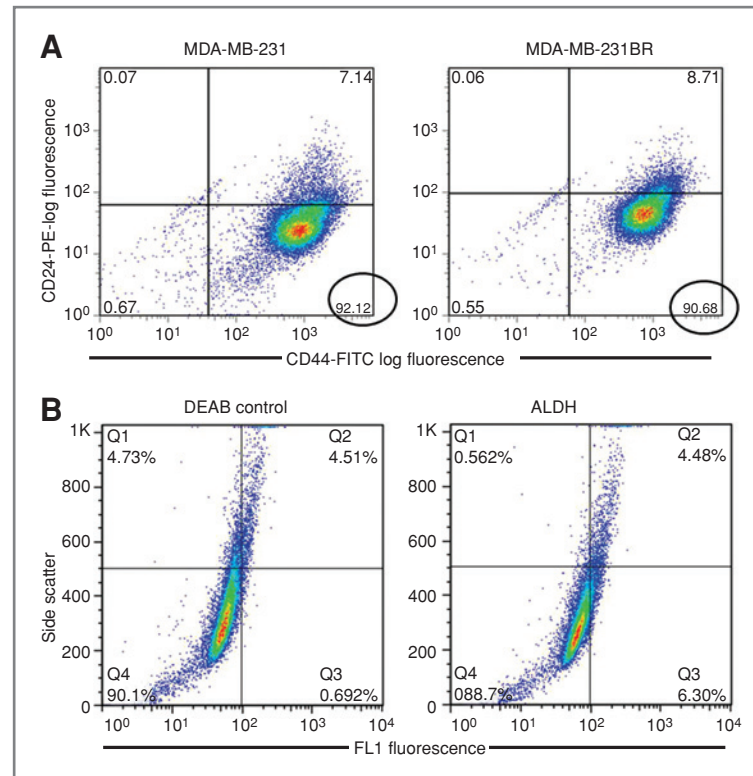 A
MDA-MB-231
MDA-MB-231BR
0.07
7.14
0.06
8.71
CD24-PE-log fluorescence
10³
10²
10¹
10⁰
0.67
92.12
10³
10²
10¹
10⁰
0.55
90.68
10⁰ 10¹ 10² 10³
10⁰ 10¹ 10² 10³
CD44-FITC log fluorescence
B
DEAB control
ALDH
Side scatter
1K
800
600
400
200
0
Q1
4.73%
Q2
4.51%
Q4
90.1%
Q3
0.692%
1K
800
600
400
200
0
Q1
0.562%
Q2
4.48%
Q4
088.7%
Q3
6.30%
10⁰ 10¹ 10² 10³ 10⁴
10⁰ 10¹ 10² 10³ 10⁴
FL1 fluorescence